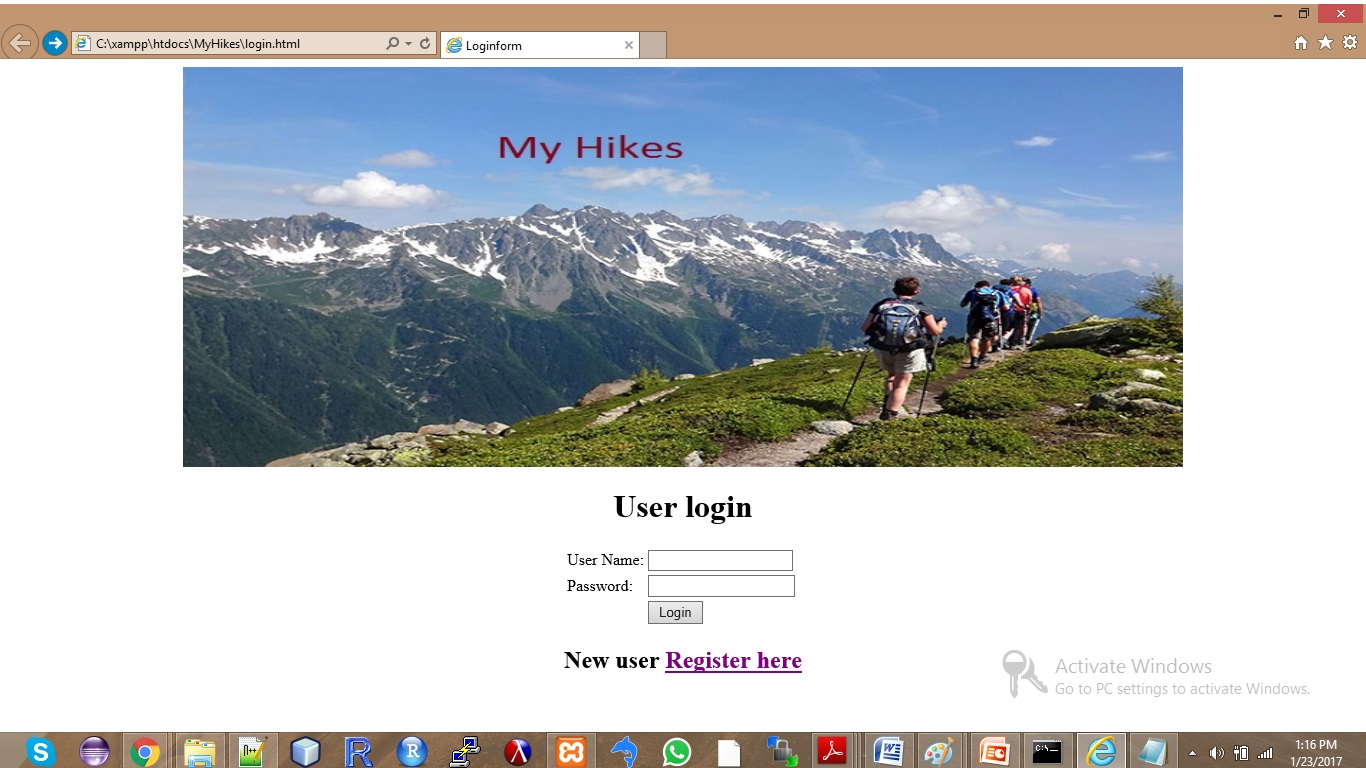 C:\xampp\htdocs\MyHikes\login.html
Loginform
My Hikes
User login
User Name:
Password:
Login
New user Register here
Activate Windows
Go to PC settings to activate Windows.
1:16 PM
1/23/2017